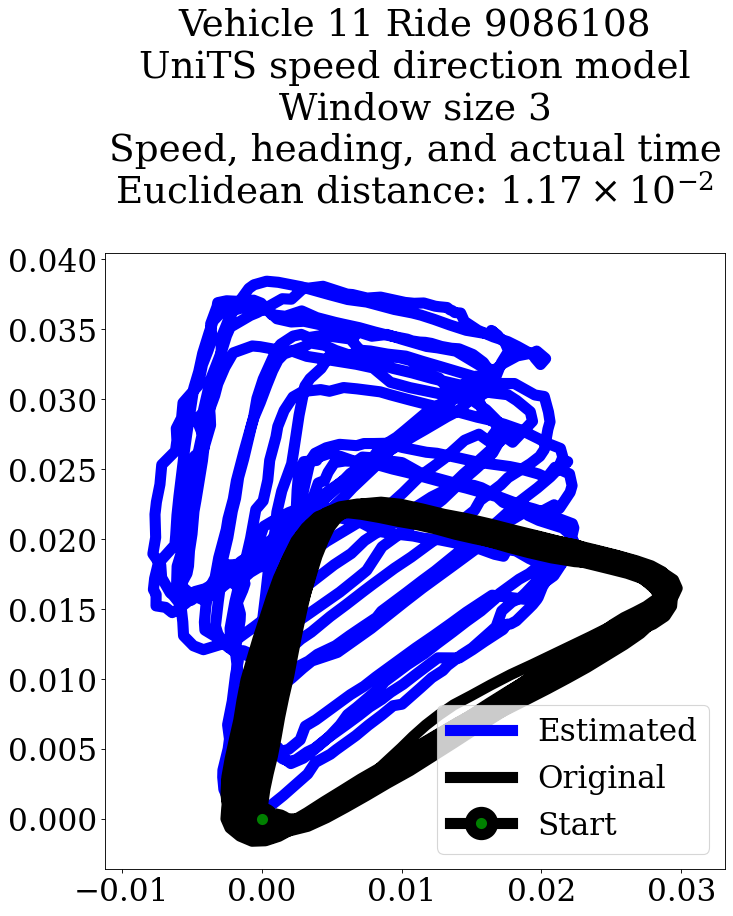 Vehicle 11 Ride 9086108
UniTS speed direction model
Window size 3
Speed, heading, and actual time
Euclidean distance: 1.17 × 10⁻²
0.040
0.035
0.030
0.025
0.020
0.015
0.010
0.005
0.000
Estimated
Original
Start
−0.01 0.00 0.01 0.02 0.03